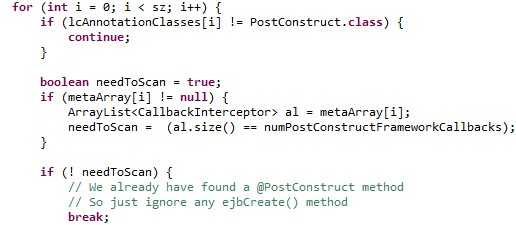 for (int i = 0; i < sz; i++) {
    if (lcAnnotationClasses[i] != PostConstruct.class) {
        continue;
    }

    boolean needToScan = true;
    if (metaArray[i] != null) {
        ArrayList<CallbackInterceptor> al = metaArray[i];
        needToScan =  (al.size() == numPostConstructFrameworkCallbacks);
    }

    if (! needToScan) {
        // We already have found a @PostConstruct method
        // So just ignore any ejbCreate() method
        break;